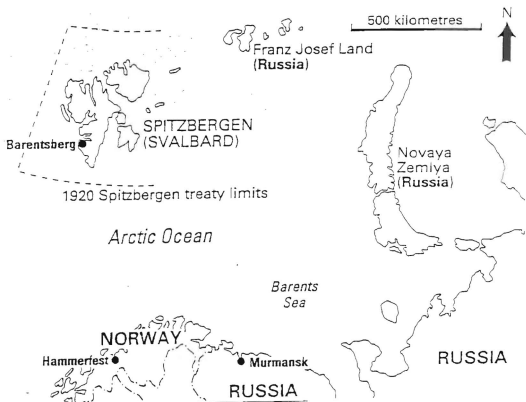 500 kilometres
N
Franz Josef Land
(Russia)
SPITZBERGEN
(SVALBARD)
Barentsberg
Novaya
Zemlya
(Russia)
1920 Spitzbergen treaty limits
Arctic Ocean
Barents
Sea
NORWAY
Hammerfest
Murmansk
RUSSIA
RUSSIA